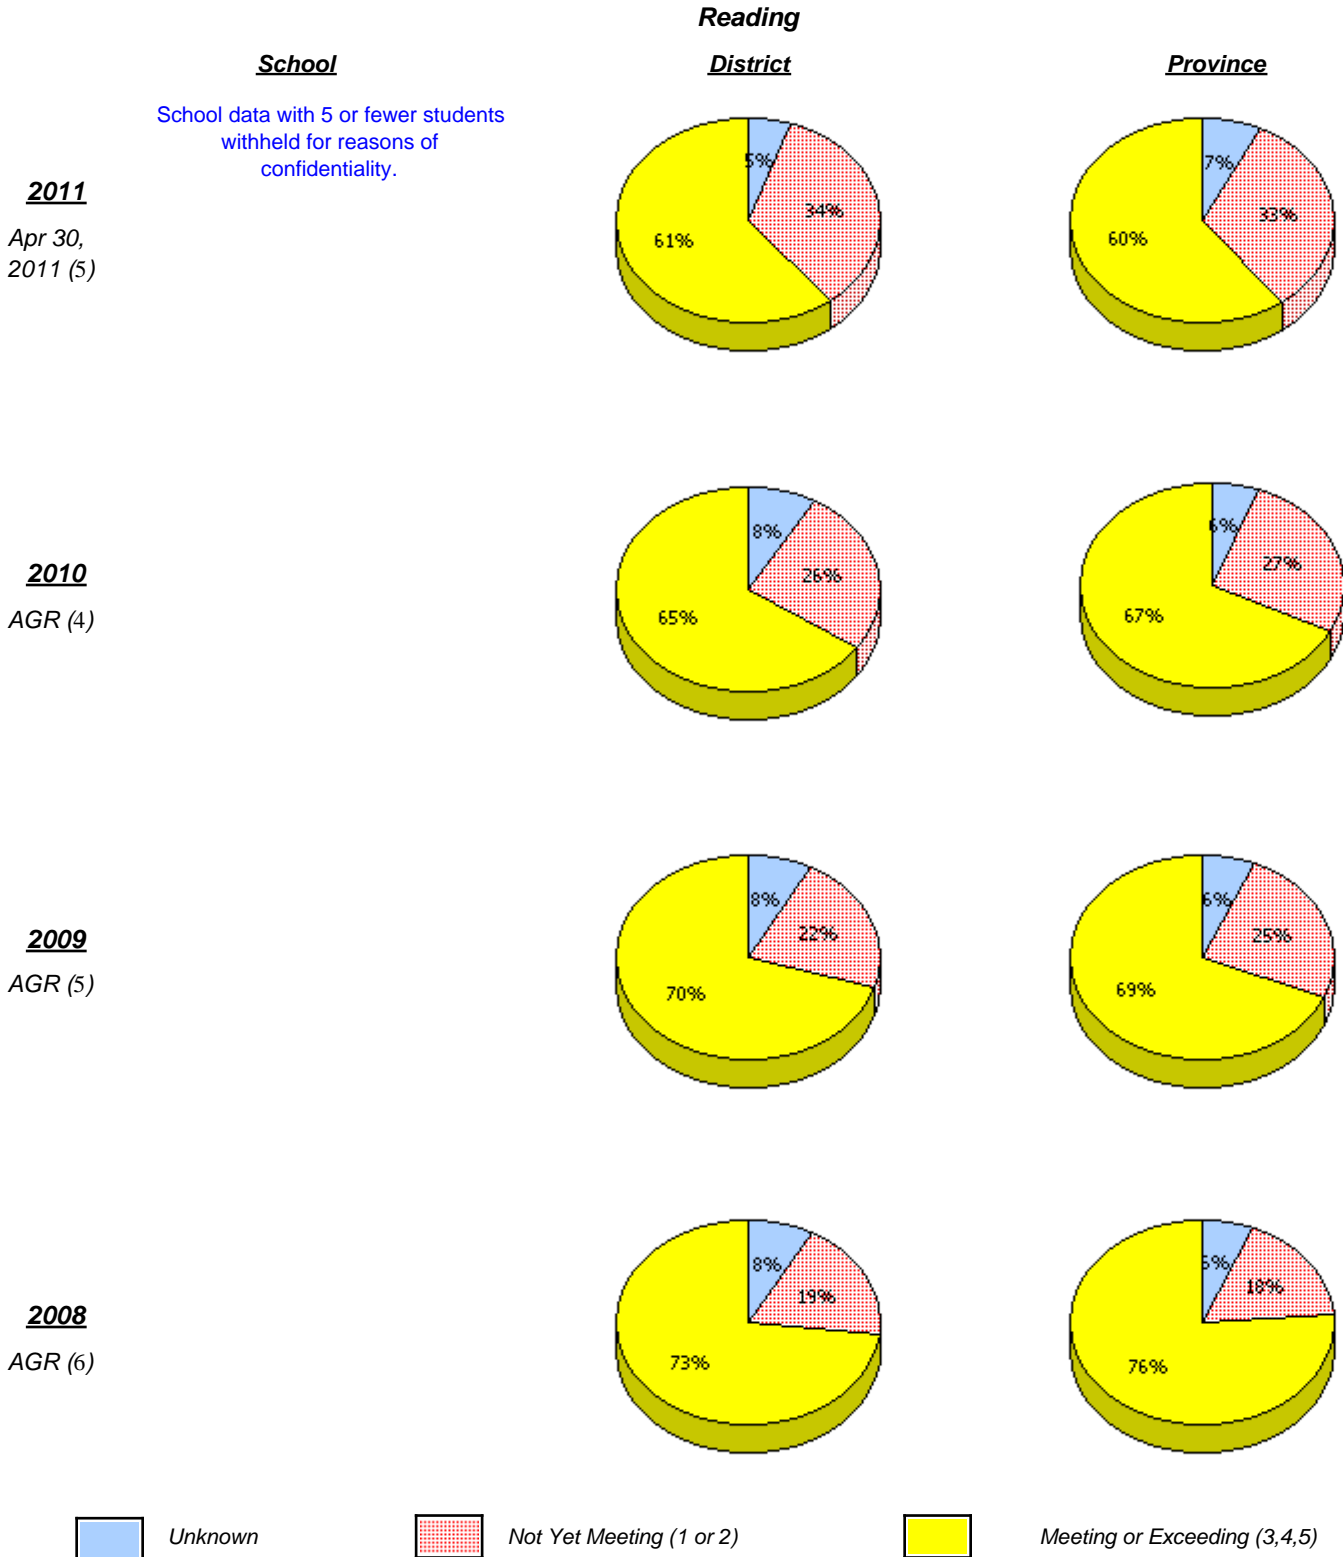 Reading
School
District
Province
School data with 5 or fewer students
withheld for reasons of
confidentiality.
2011
Apr 30,
2011 (5)
5%
34%
61%
7%
33%
60%
2010
AGR (4)
8%
26%
65%
6%
27%
67%
2009
AGR (5)
8%
22%
70%
6%
25%
69%
2008
AGR (6)
8%
19%
73%
18%
76%
Unknown
Not Yet Meeting (1 or 2)
Meeting or Exceeding (3,4,5)